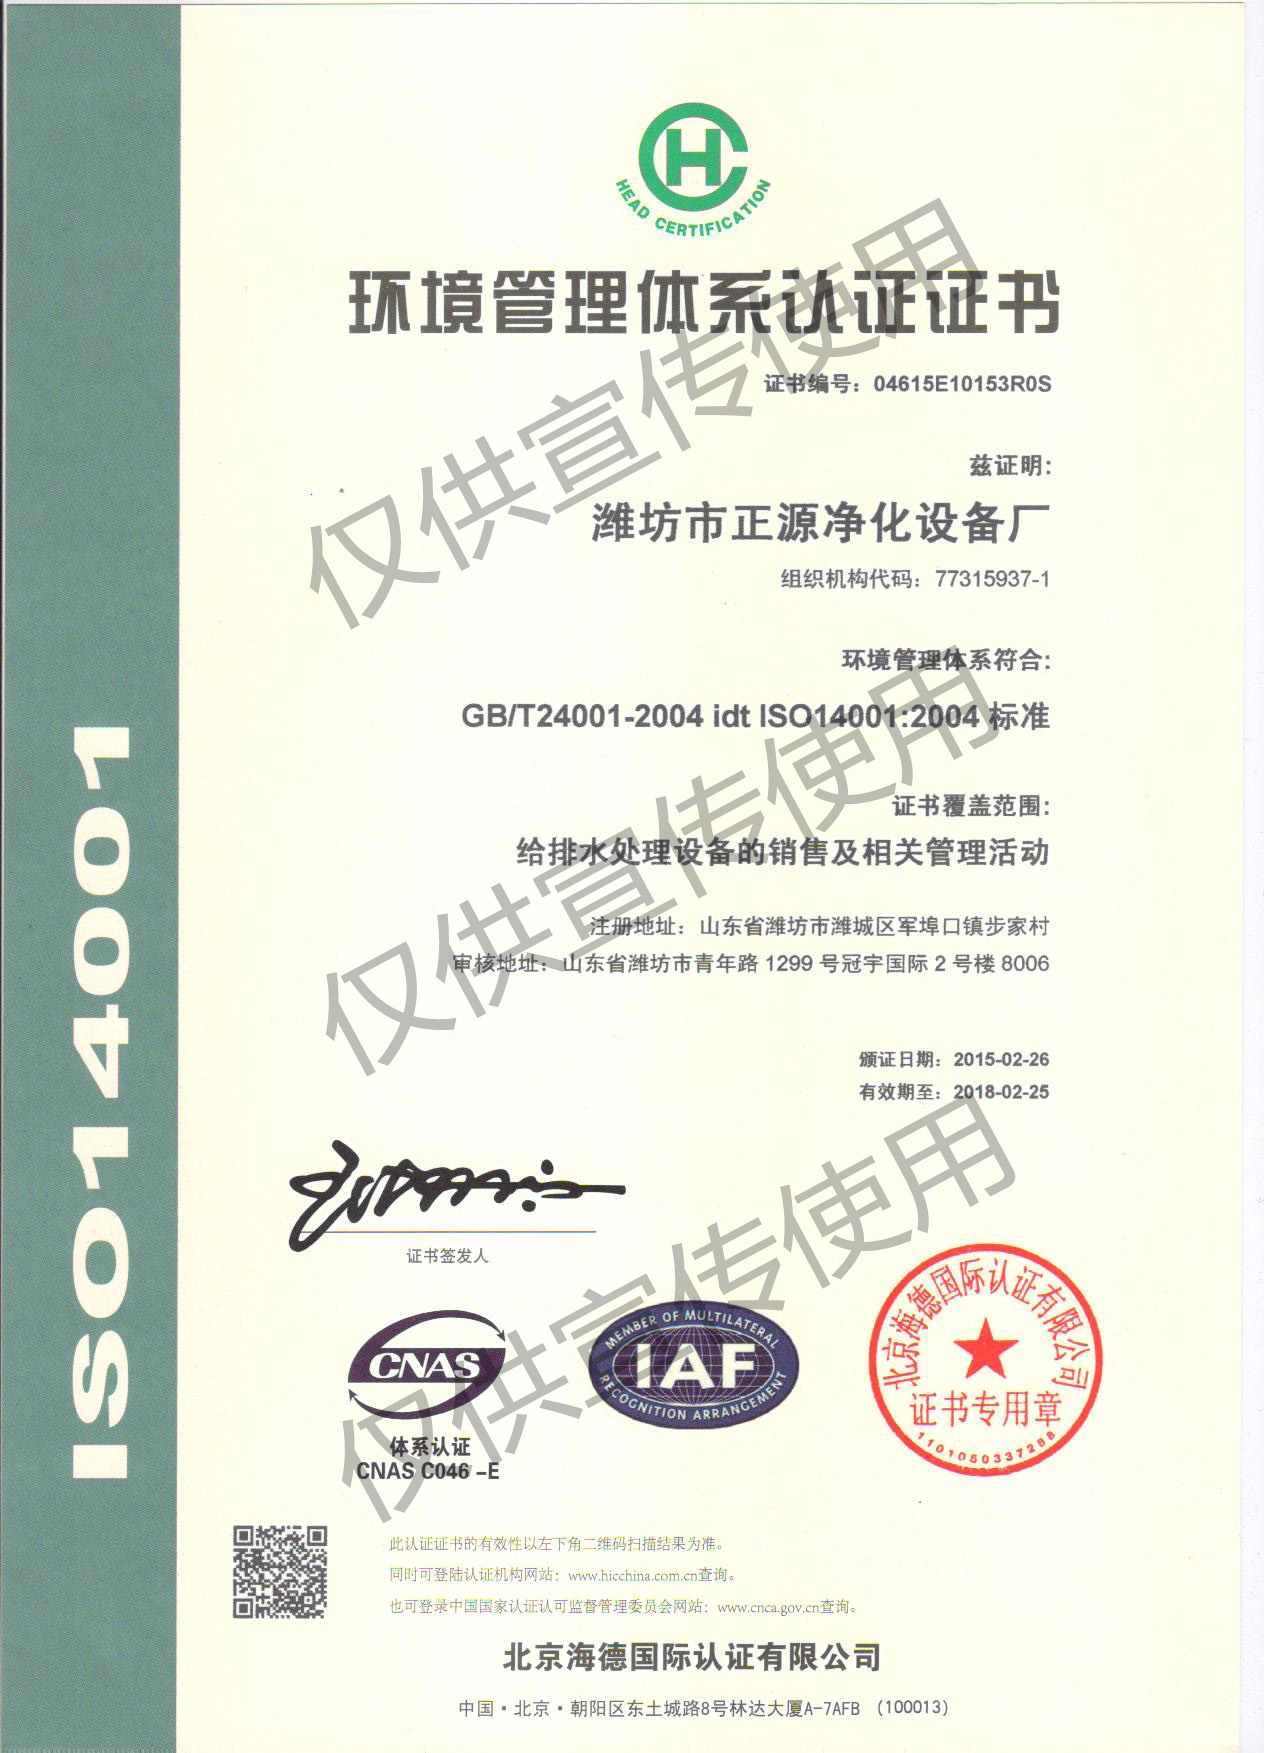 ISO14001
HEAD CERTIFICATION
环境管理体系认证证书
证书编号：04615E10153R0S
兹证明:
潍坊市正源净化设备厂
组织机构代码：77315937-1
环境管理体系符合:
GB/T24001-2004 idt ISO14001:2004 标准
证书覆盖范围:
给排水处理设备的销售及相关管理活动
注册地址：山东省潍坊市潍城区军埠口镇步家村
审核地址：山东省潍坊市青年路 1299 号冠宇国际 2 号楼 8006
颁证日期：2015-02-26
有效期至：2018-02-25
证书签发人
CNAS
体系认证
CNAS C046 –E
MEMBER OF MULTILATERAL
IAF
RECOGNITION ARRANGEMENT
北京海德国际认证有限公司
证书专用章
1101050337288
此认证证书的有效性以左下角二维码扫描结果为准。
同时可登陆认证机构网站：www.hicchina.com.cn查询。
也可登录中国国家认证认可监督管理委员会网站：www.cnca.gov.cn查询。
北京海德国际认证有限公司
中国·北京·朝阳区东土城路8号林达大厦A-7AFB （100013）
仅供宣传使用
仅供宣传使用
仅供宣传使用